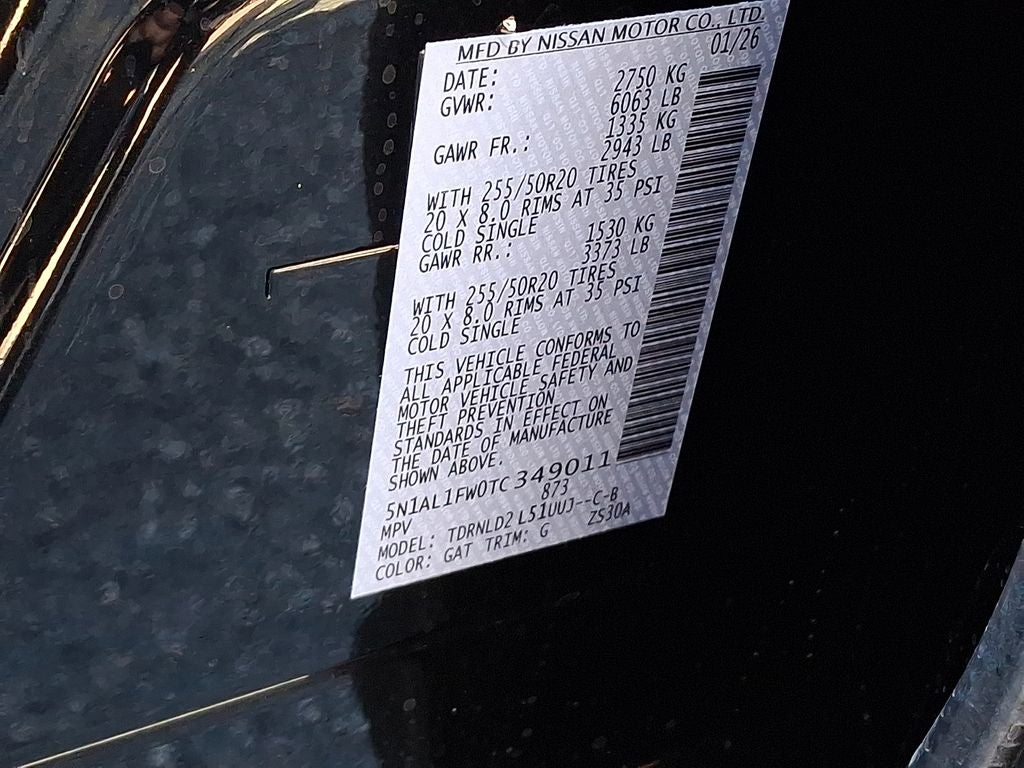 MFD BY NISSAN MOTOR CO., LTD.
DATE: 01/26
GVWR: 2750 KG
6063 LB
GAWR FR.: 1335 KG
2943 LB
WITH 255/50R20 TIRES
20 X 8.0 RIMS AT 35 PSI
COLD SINGLE
GAWR RR.: 1530 KG
3373 LB
WITH 255/50R20 TIRES
20 X 8.0 RIMS AT 35 PSI
COLD SINGLE
THIS VEHICLE CONFORMS TO
ALL APPLICABLE FEDERAL
MOTOR VEHICLE SAFETY AND
THEFT PREVENTION
STANDARDS IN EFFECT ON
THE DATE OF MANUFACTURE
SHOWN ABOVE.
5N1AL1FW0TC349011
MPV 873
MODEL: TDRNLD2 L51UUJ--C-B
COLOR: GAT TRIM: G ZS30A